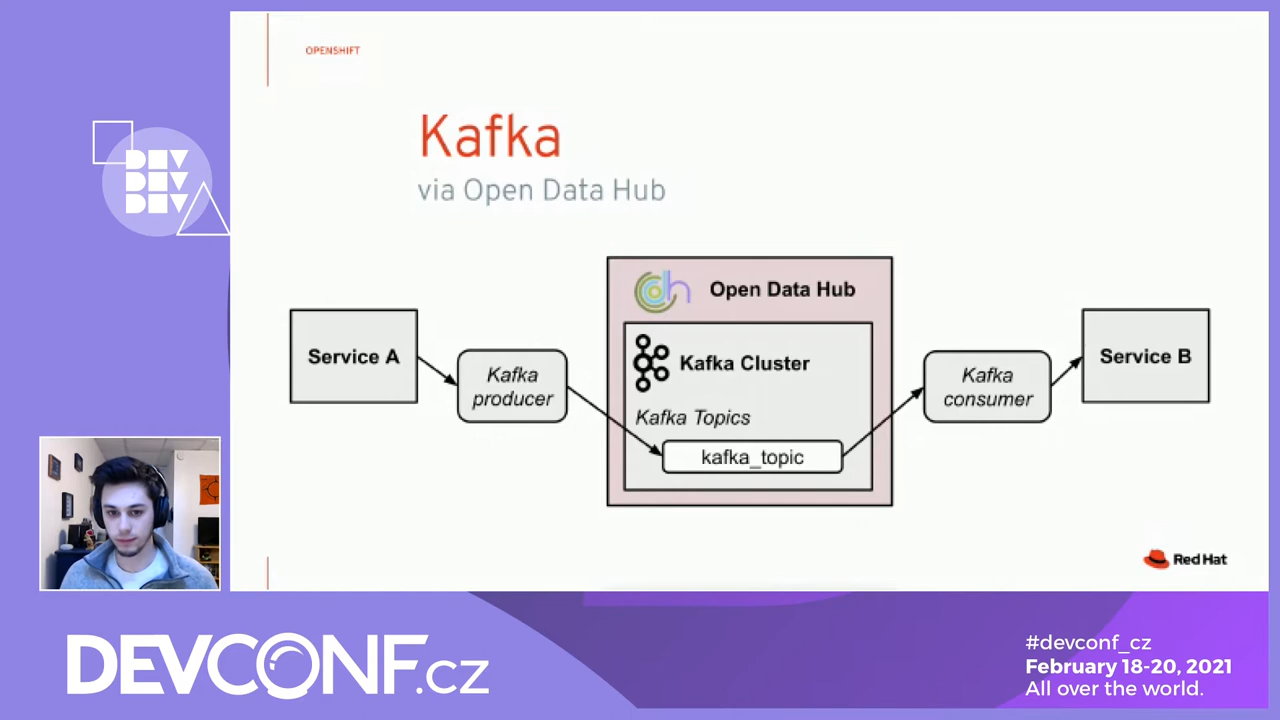 OPENSHIFT
Kafka
via Open Data Hub
DEV
DEV
DEV
Open Data Hub
Service A
Kafka
producer
Kafka Cluster
Kafka Topics
kafka_topic
Kafka
consumer
Service B
Red Hat
DEVCONF.cz
#devconf_cz
February 18-20, 2021
All over the world.